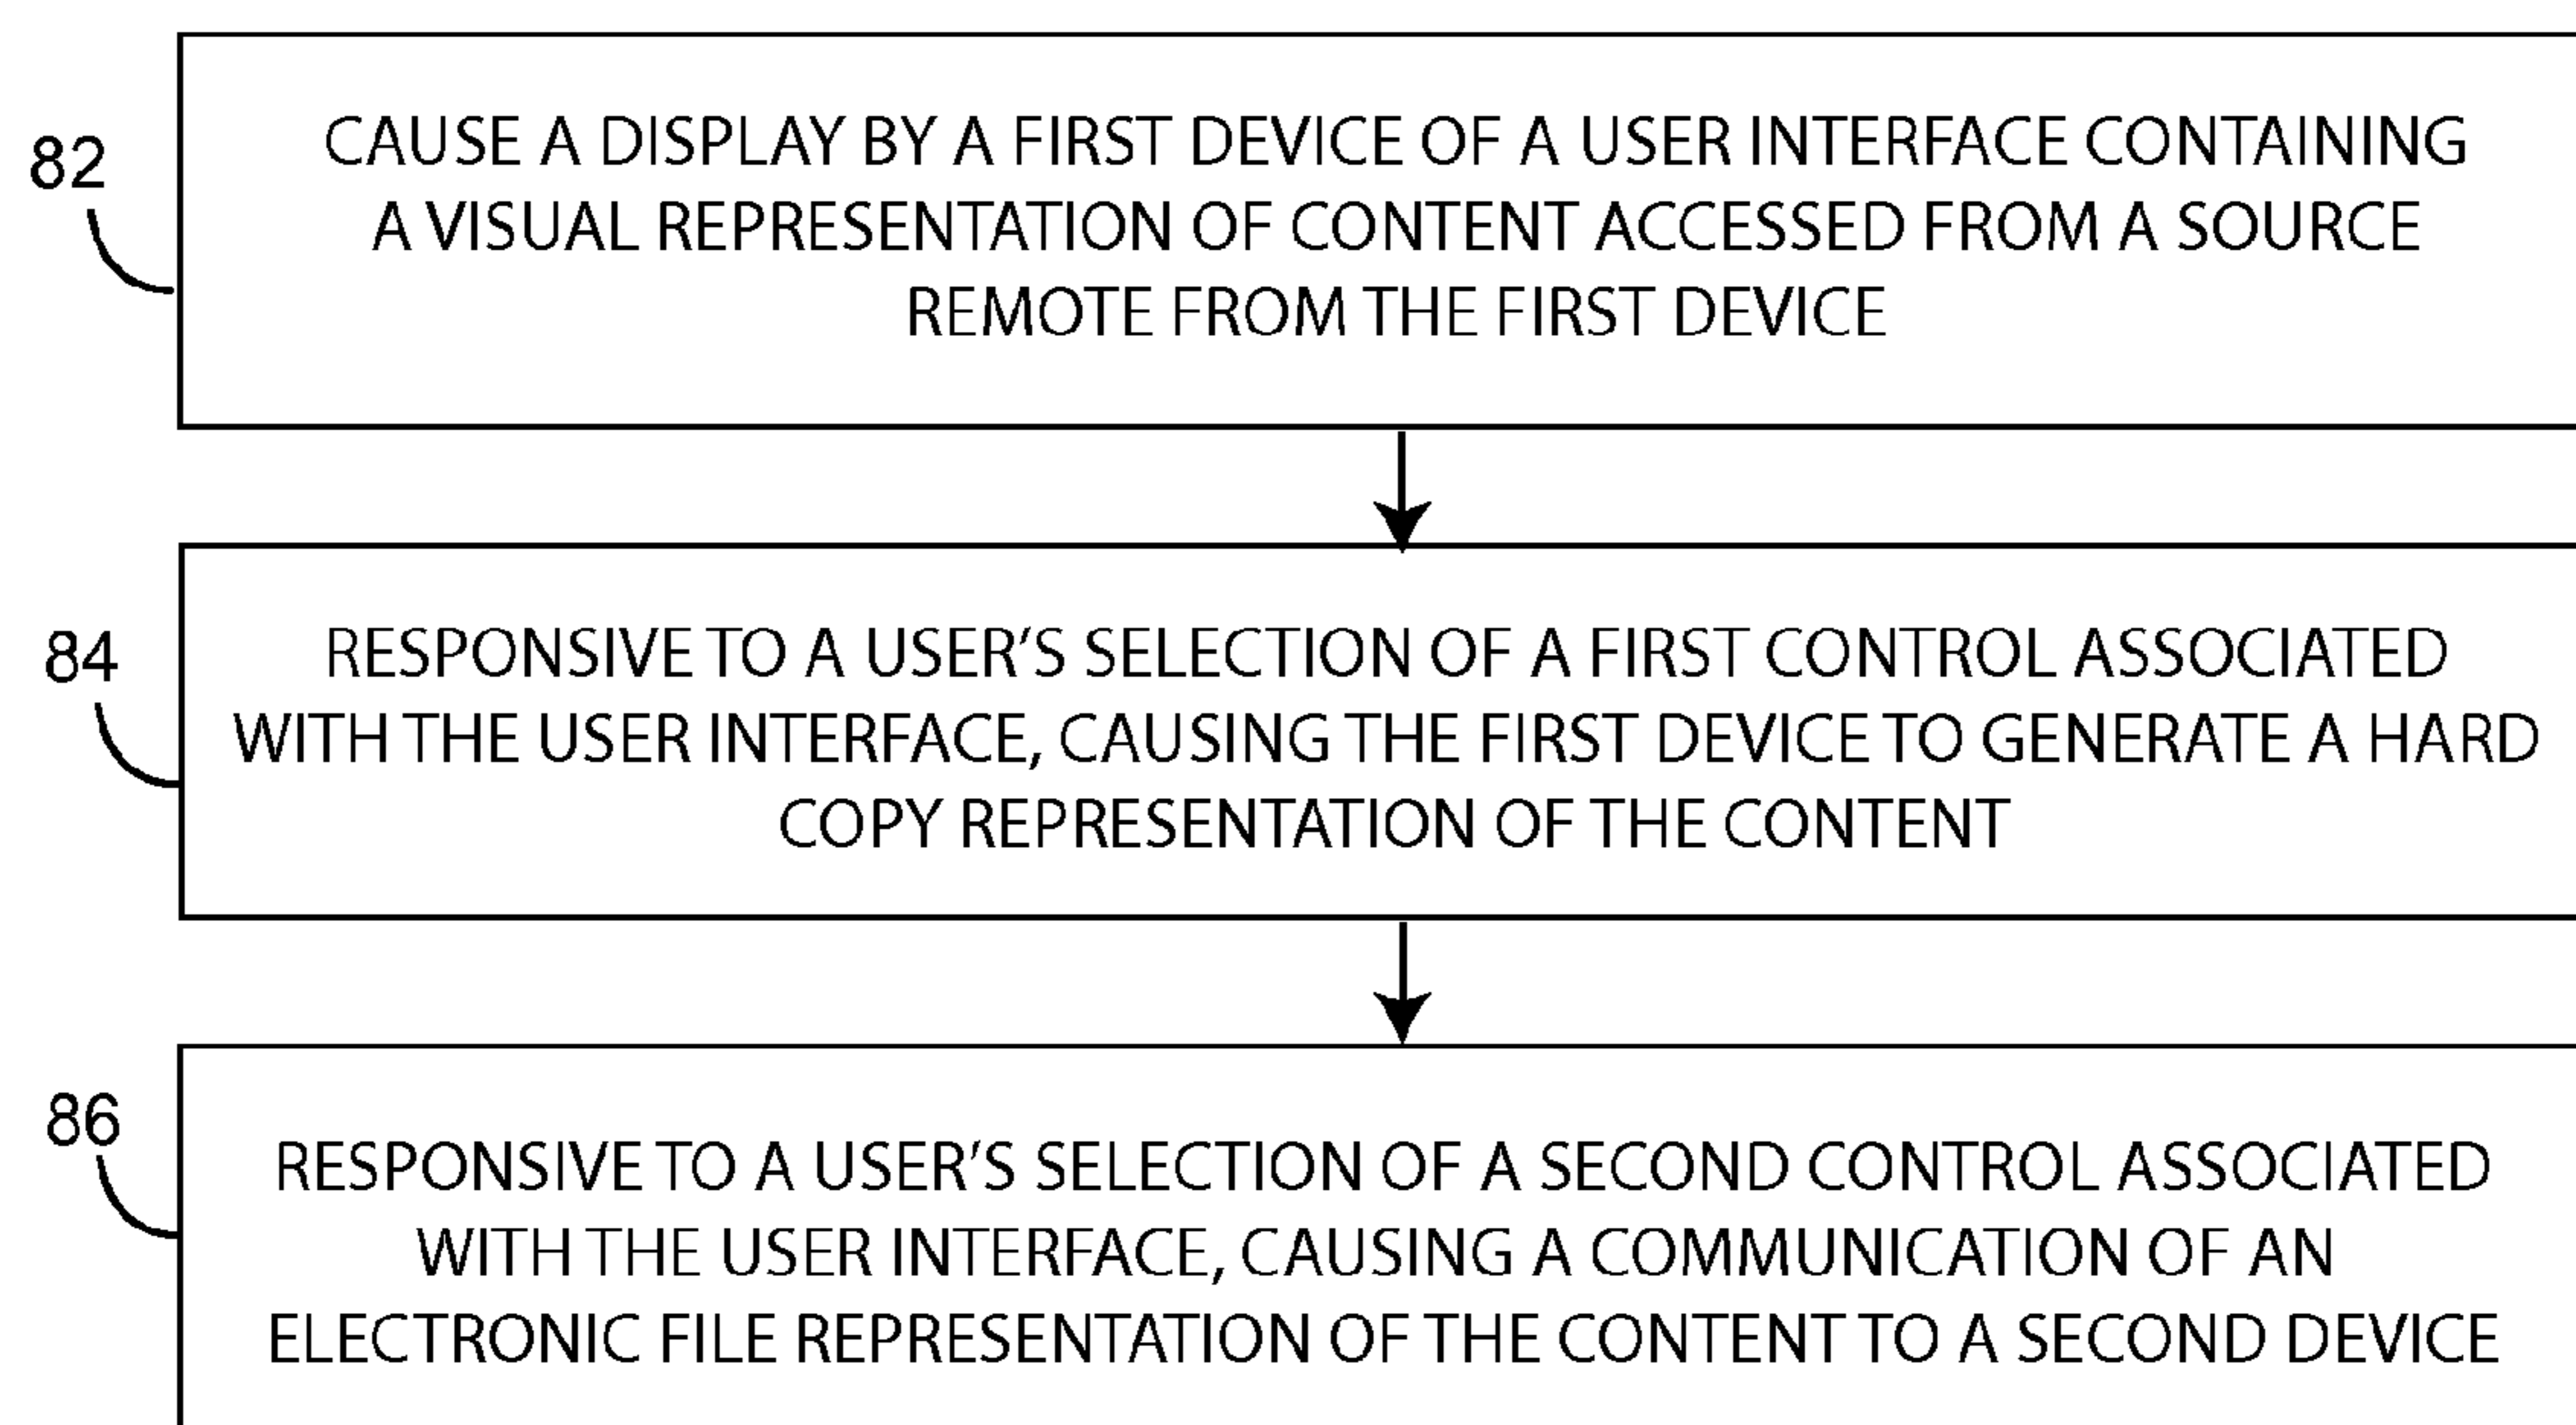 82
CAUSE A DISPLAY BY A FIRST DEVICE OF A USER INTERFACE CONTAINING
A VISUAL REPRESENTATION OF CONTENT ACCESSED FROM A SOURCE
REMOTE FROM THE FIRST DEVICE
84
RESPONSIVE TO A USER’S SELECTION OF A FIRST CONTROL ASSOCIATED
WITH THE USER INTERFACE, CAUSING THE FIRST DEVICE TO GENERATE A HARD
COPY REPRESENTATION OF THE CONTENT
86
RESPONSIVE TO A USER’S SELECTION OF A SECOND CONTROL ASSOCIATED
WITH THE USER INTERFACE, CAUSING A COMMUNICATION OF AN
ELECTRONIC FILE REPRESENTATION OF THE CONTENT TO A SECOND DEVICE